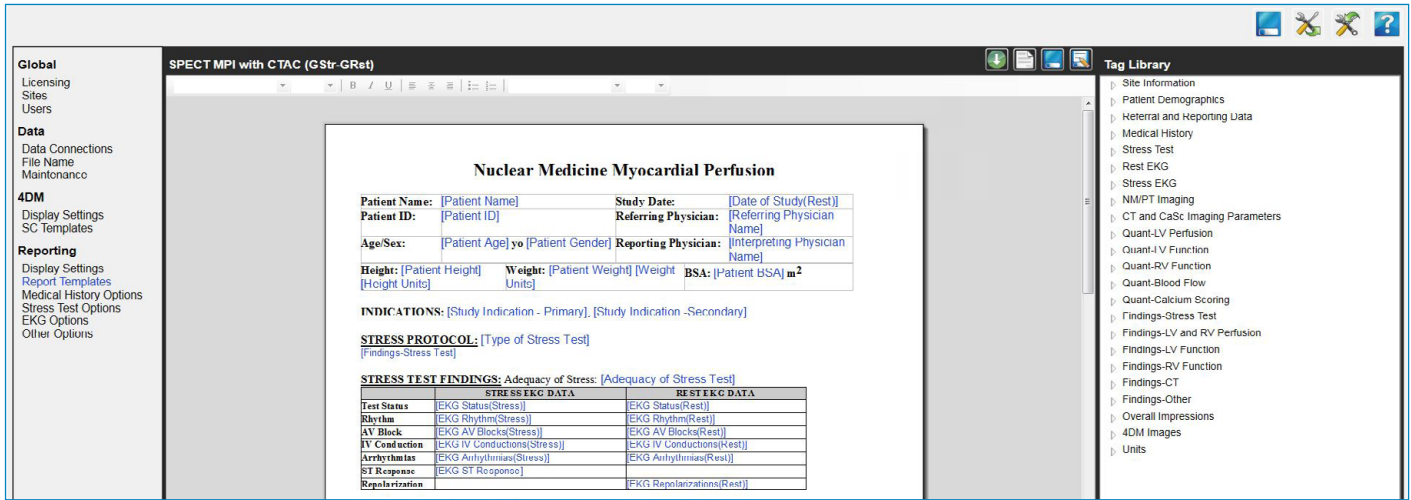 Global
Licensing
Sites
Users
Data
Data Connections
File Name
Maintenance
4DM
Display Settings
SC Templates
Reporting
Display Settings
Report Templates
Medical History Options
Stress Test Options
EKG Options
Other Options
SPECT MPI with CTAC (GStr-GRst)
B I U
Nuclear Medicine Myocardial Perfusion
Patient Name: [Patient Name] Study Date: [Date of Study(Rest)]
Patient ID: [Patient ID] Referring Physician: [Referring Physician
Name]
Age/Sex: [Patient Age] yo [Patient Gender] Reporting Physician: [Interpreting Physician
Name]
Height: [Patient Height] Weight: [Patient Weight] [Weight BSA: [Patient BSA] m²
[Height Units] Units]
INDICATIONS: [Study Indication - Primary], [Study Indication -Secondary]
STRESS PROTOCOL: [Type of Stress Test]
[Findings-Stress Test]
STRESS TEST FINDINGS: Adequacy of Stress: [Adequacy of Stress Test]
STRESS EKG DATA REST EKG DATA
Test Status [EKG Status(Stress)] [EKG Status(Rest)]
Rhythm [EKG Rhythm(Stress)] [EKG Rhythm(Rest)]
AV Block [EKG AV Blocks(Stress)] [EKG AV Blocks(Rest)]
IV Conduction [EKG IV Conductions(Stress)] [EKG IV Conductions(Rest)]
Arrhythmias [EKG Arrhythmias(Stress)] [EKG Arrhythmias(Rest)]
ST Response [EKG ST Response]
Repolarization [EKG Repolarizations(Rest)]
Tag Library
Site Information
Patient Demographics
Referral and Reporting Data
Medical History
Stress Test
Rest EKG
Stress EKG
NM/PT Imaging
CT and CaSc Imaging Parameters
Quant-LV Perfusion
Quant-LV Function
Quant-RV Function
Quant-Blood Flow
Quant-Calcium Scoring
Findings-Stress Test
Findings-LV and RV Perfusion
Findings-LV Function
Findings-RV Function
Findings-CT
Findings-Other
Overall Impressions
4DM Images
Units